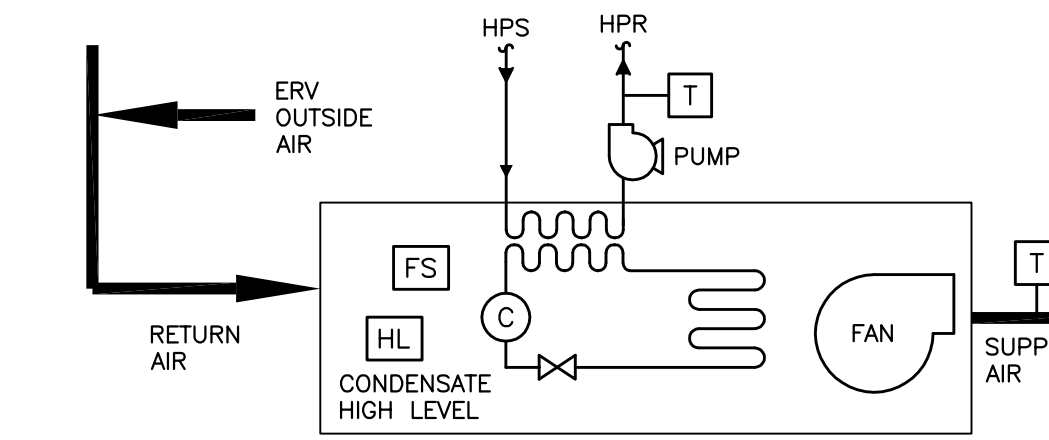 HPS
HPR
ERV
OUTSIDE
AIR
T
PUMP
FS
T
C
HL
FAN
RETURN
AIR
SUPP
AIR
CONDENSATE
HIGH LEVEL